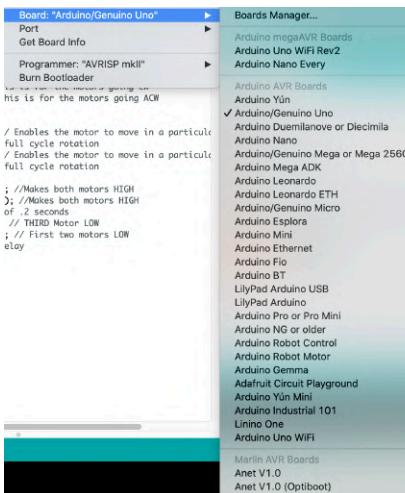 Board: "Arduino/Genuino Uno"
Port
Get Board Info
Programmer: "AVRISP mkII"
Burn Bootloader
his is for the motors going ACW
/ Enables the motor to move in a particula
full cycle rotation
/ Enables the motor to move in a particula
full cycle rotation
; //Makes both motors HIGH
); //Makes both motors HIGH
of .2 seconds
// THIRD Motor LOW
; // First two motors LOW
elay
Boards Manager...
Arduino megaAVR Boards
Arduino Uno WiFi Rev2
Arduino Nano Every
Arduino AVR Boards
Arduino Yún
✓ Arduino/Genuino Uno
Arduino Duemilanove or Diecimila
Arduino Nano
Arduino/Genuino Mega or Mega 2560
Arduino Mega ADK
Arduino Leonardo
Arduino Leonardo ETH
Arduino/Genuino Micro
Arduino Esplora
Arduino Mini
Arduino Ethernet
Arduino Fio
Arduino BT
LilyPad Arduino USB
LilyPad Arduino
Arduino Pro or Pro Mini
Arduino NG or older
Arduino Robot Control
Arduino Robot Motor
Arduino Gemma
Adafruit Circuit Playground
Arduino Yún Mini
Arduino Industrial 101
Linino One
Arduino Uno WiFi
Marlin AVR Boards
Anet V1.0
Anet V1.0 (Optiboot)